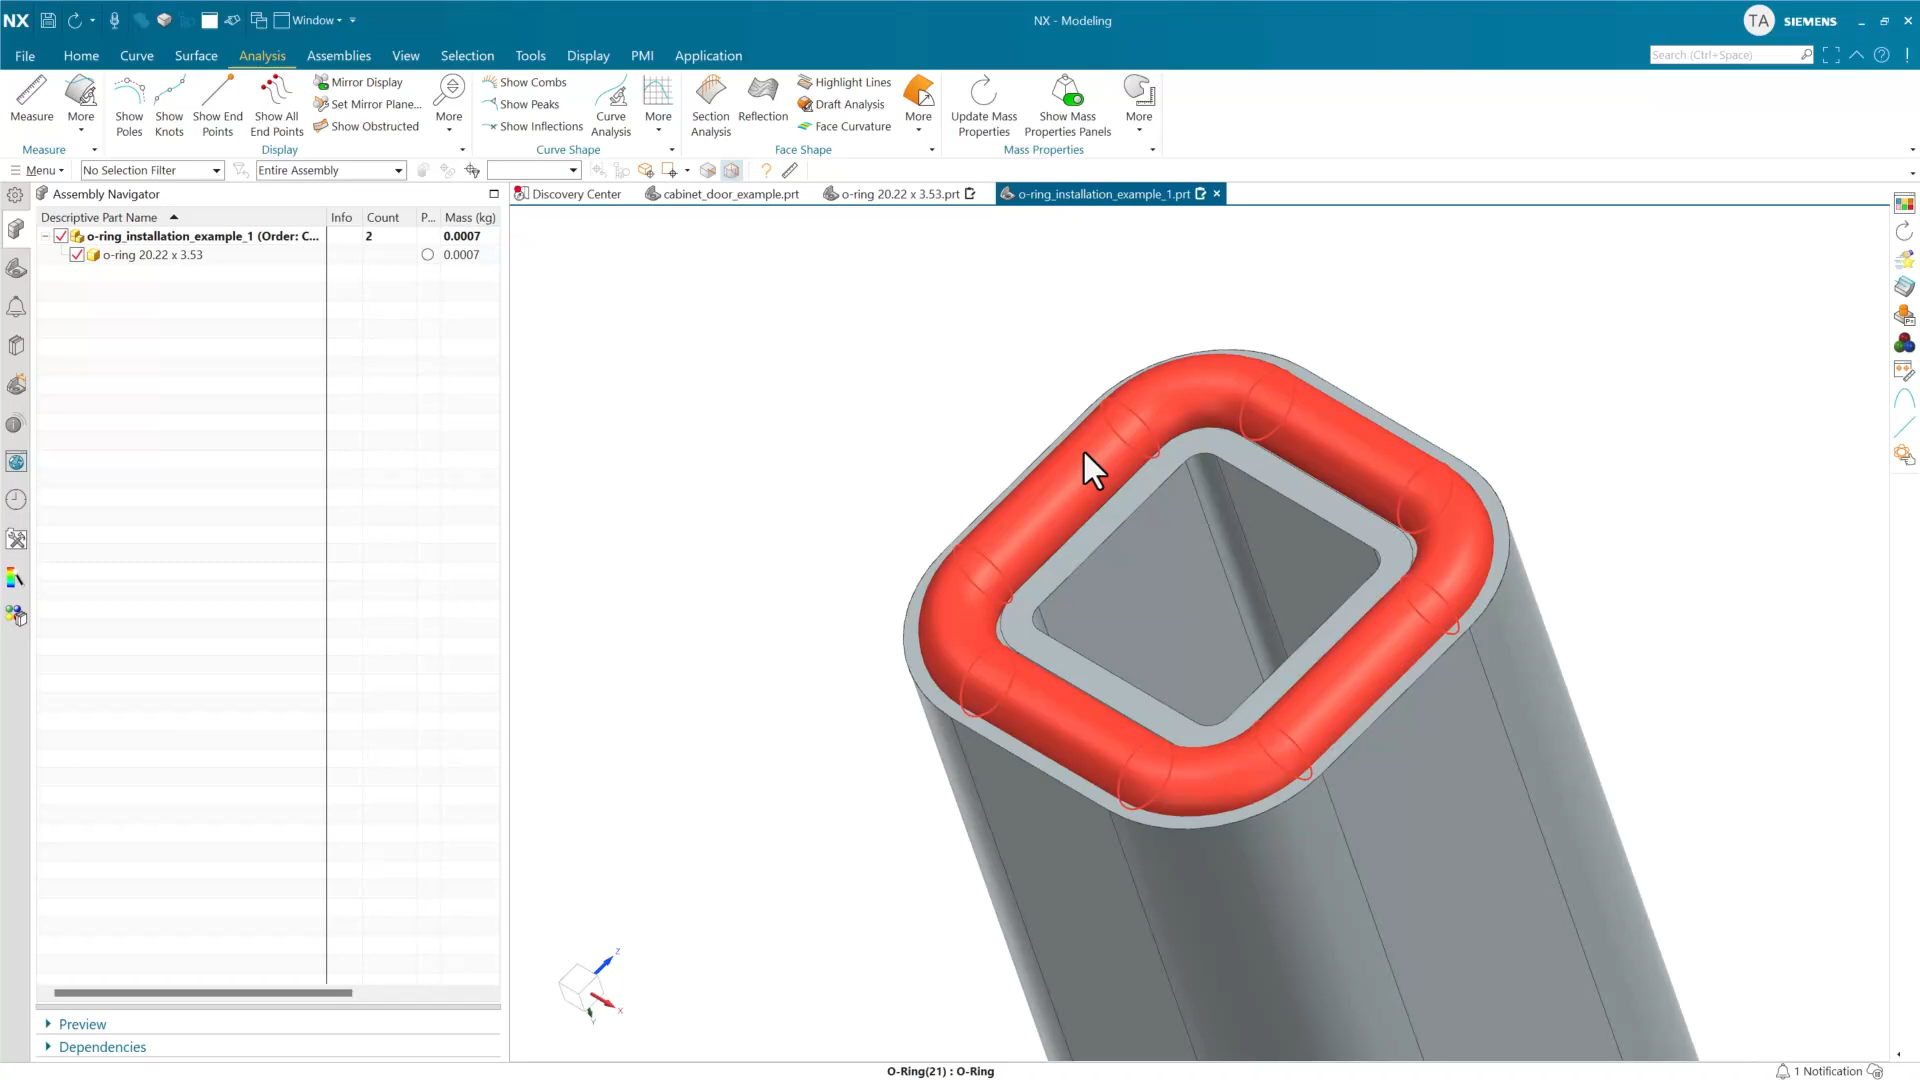 NX
Window
NX - Modeling
TA
SIEMENS
File
Home
Curve
Surface
Analysis
Assemblies
View
Selection
Tools
Display
PMI
Application
Search (Ctrl+Space)
Measure
More
Show Poles
Show Knots
Show End Points
Show All End Points
Mirror Display
Set Mirror Plane...
Show Obstructed
More
Show Combs
Show Peaks
Show Inflections
Curve Analysis
More
Section Analysis
Reflection
Highlight Lines
Draft Analysis
Face Curvature
More
Update Mass Properties
Show Mass Properties Panels
More
Measure
Display
Curve Shape
Face Shape
Mass Properties
Menu
No Selection Filter
Entire Assembly
Assembly Navigator
Discovery Center
cabinet_door_example.prt
o-ring 20.22 x 3.53.prt
o-ring_installation_example_1.prt
Descriptive Part Name
Info
Count
P...
Mass (kg)
o-ring_installation_example_1 (Order: C...
2
0.0007
o-ring 20.22 x 3.53
0.0007
Z
X
Y
Preview
Dependencies
O-Ring(21) : O-Ring
1 Notification